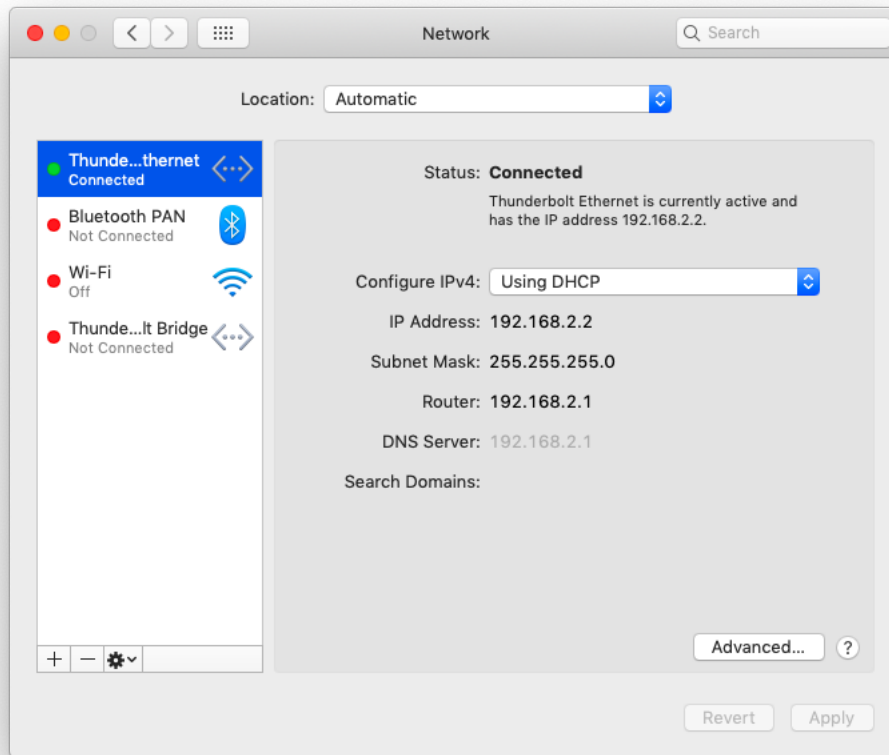 Network
Search
Location: Automatic
Thunde...thernet
Connected
Bluetooth PAN
Not Connected
Wi-Fi
Off
Thunde...lt Bridge
Not Connected
Status: Connected
Thunderbolt Ethernet is currently active and
has the IP address 192.168.2.2.
Configure IPv4: Using DHCP
IP Address: 192.168.2.2
Subnet Mask: 255.255.255.0
Router: 192.168.2.1
DNS Server: 192.168.2.1
Search Domains:
Advanced... ?
Revert Apply